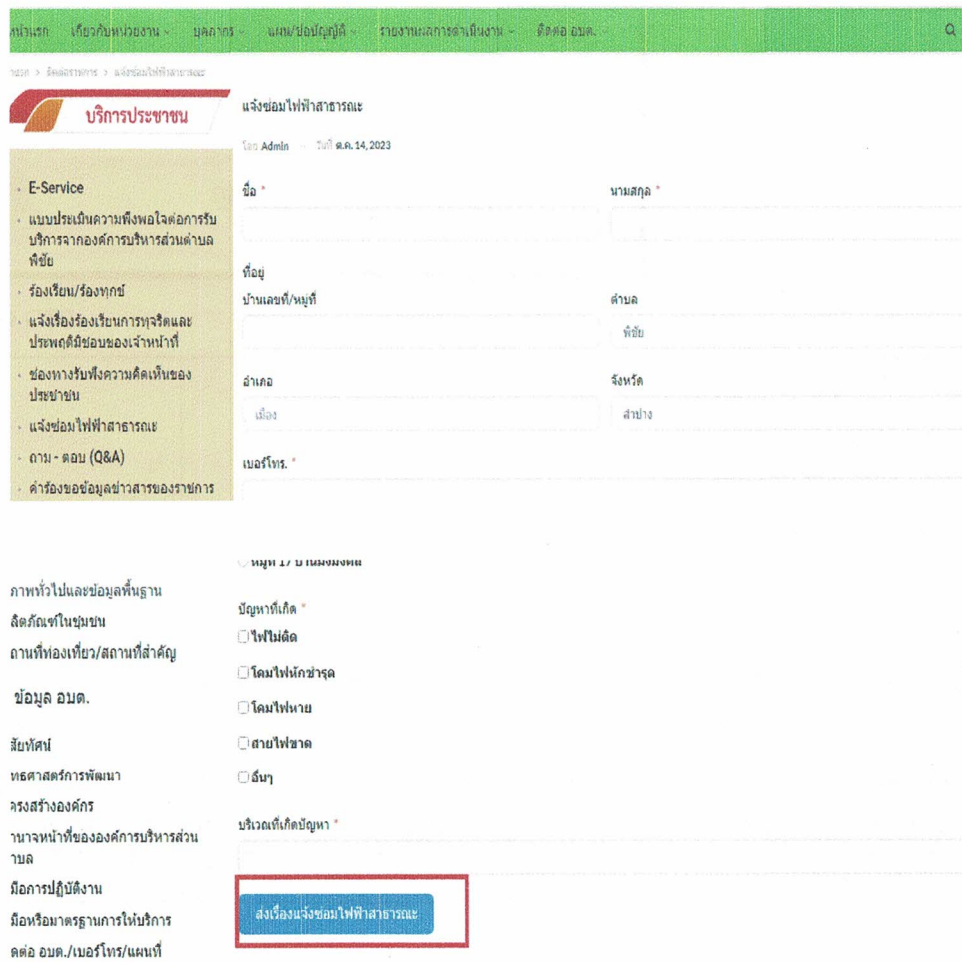 หน้าแรก เกี่ยวกับหน่วยงาน บุคลากร แผน/ข้อบัญญัติ รายงานผลการดำเนินงาน ติดต่อ อบต.
> แจ้งซ่อมไฟฟ้าสาธารณะ
บริการประชาชน
แจ้งซ่อมไฟฟ้าสาธารณะ
โดย Admin — วันที่ ต.ค. 14, 2023
E-Service
แบบประเมินความพึงพอใจต่อการรับ
บริการจากองค์การบริหารส่วนตำบล
พิชัย
ร้องเรียน/ร้องทุกข์
แจ้งเรื่องร้องเรียนการทุจริตและ
ประพฤติมิชอบของเจ้าหน้าที่
ช่องทางรับฟังความคิดเห็นของ
ประชาชน
แจ้งซ่อมไฟฟ้าสาธารณะ
ถาม - ตอบ (Q&A)
คำร้องขอข้อมูลข่าวสารของราชการ
ชื่อ *
นามสกุล *
ที่อยู่
บ้านเลขที่/หมู่ที่
ตำบล
พิชัย
อำเภอ
จังหวัด
เมือง
ลำปาง
เบอร์โทร. *
หมู่ที่ 17 บ้านมิ่งมงคล
ภาพทั่วไปและข้อมูลพื้นฐาน
ลิตภัณฑ์ในชุมชน
ถานที่ท่องเที่ยว/สถานที่สำคัญ
ข้อมูล อบต.
สัยทัศน์
ทธศาสตร์การพัฒนา
ครงสร้างองค์กร
านาจหน้าที่ขององค์การบริหารส่วน
าบล
มือการปฏิบัติงาน
มือหรือมาตรฐานการให้บริการ
ดต่อ อบต./เบอร์โทร/แผนที่
ปัญหาที่เกิด *
ไฟไม่ติด
โคมไฟหักชำรุด
โคมไฟหาย
สายไฟขาด
อื่นๆ
บริเวณที่เกิดปัญหา *
ส่งเรื่องแจ้งซ่อมไฟฟ้าสาธารณะ